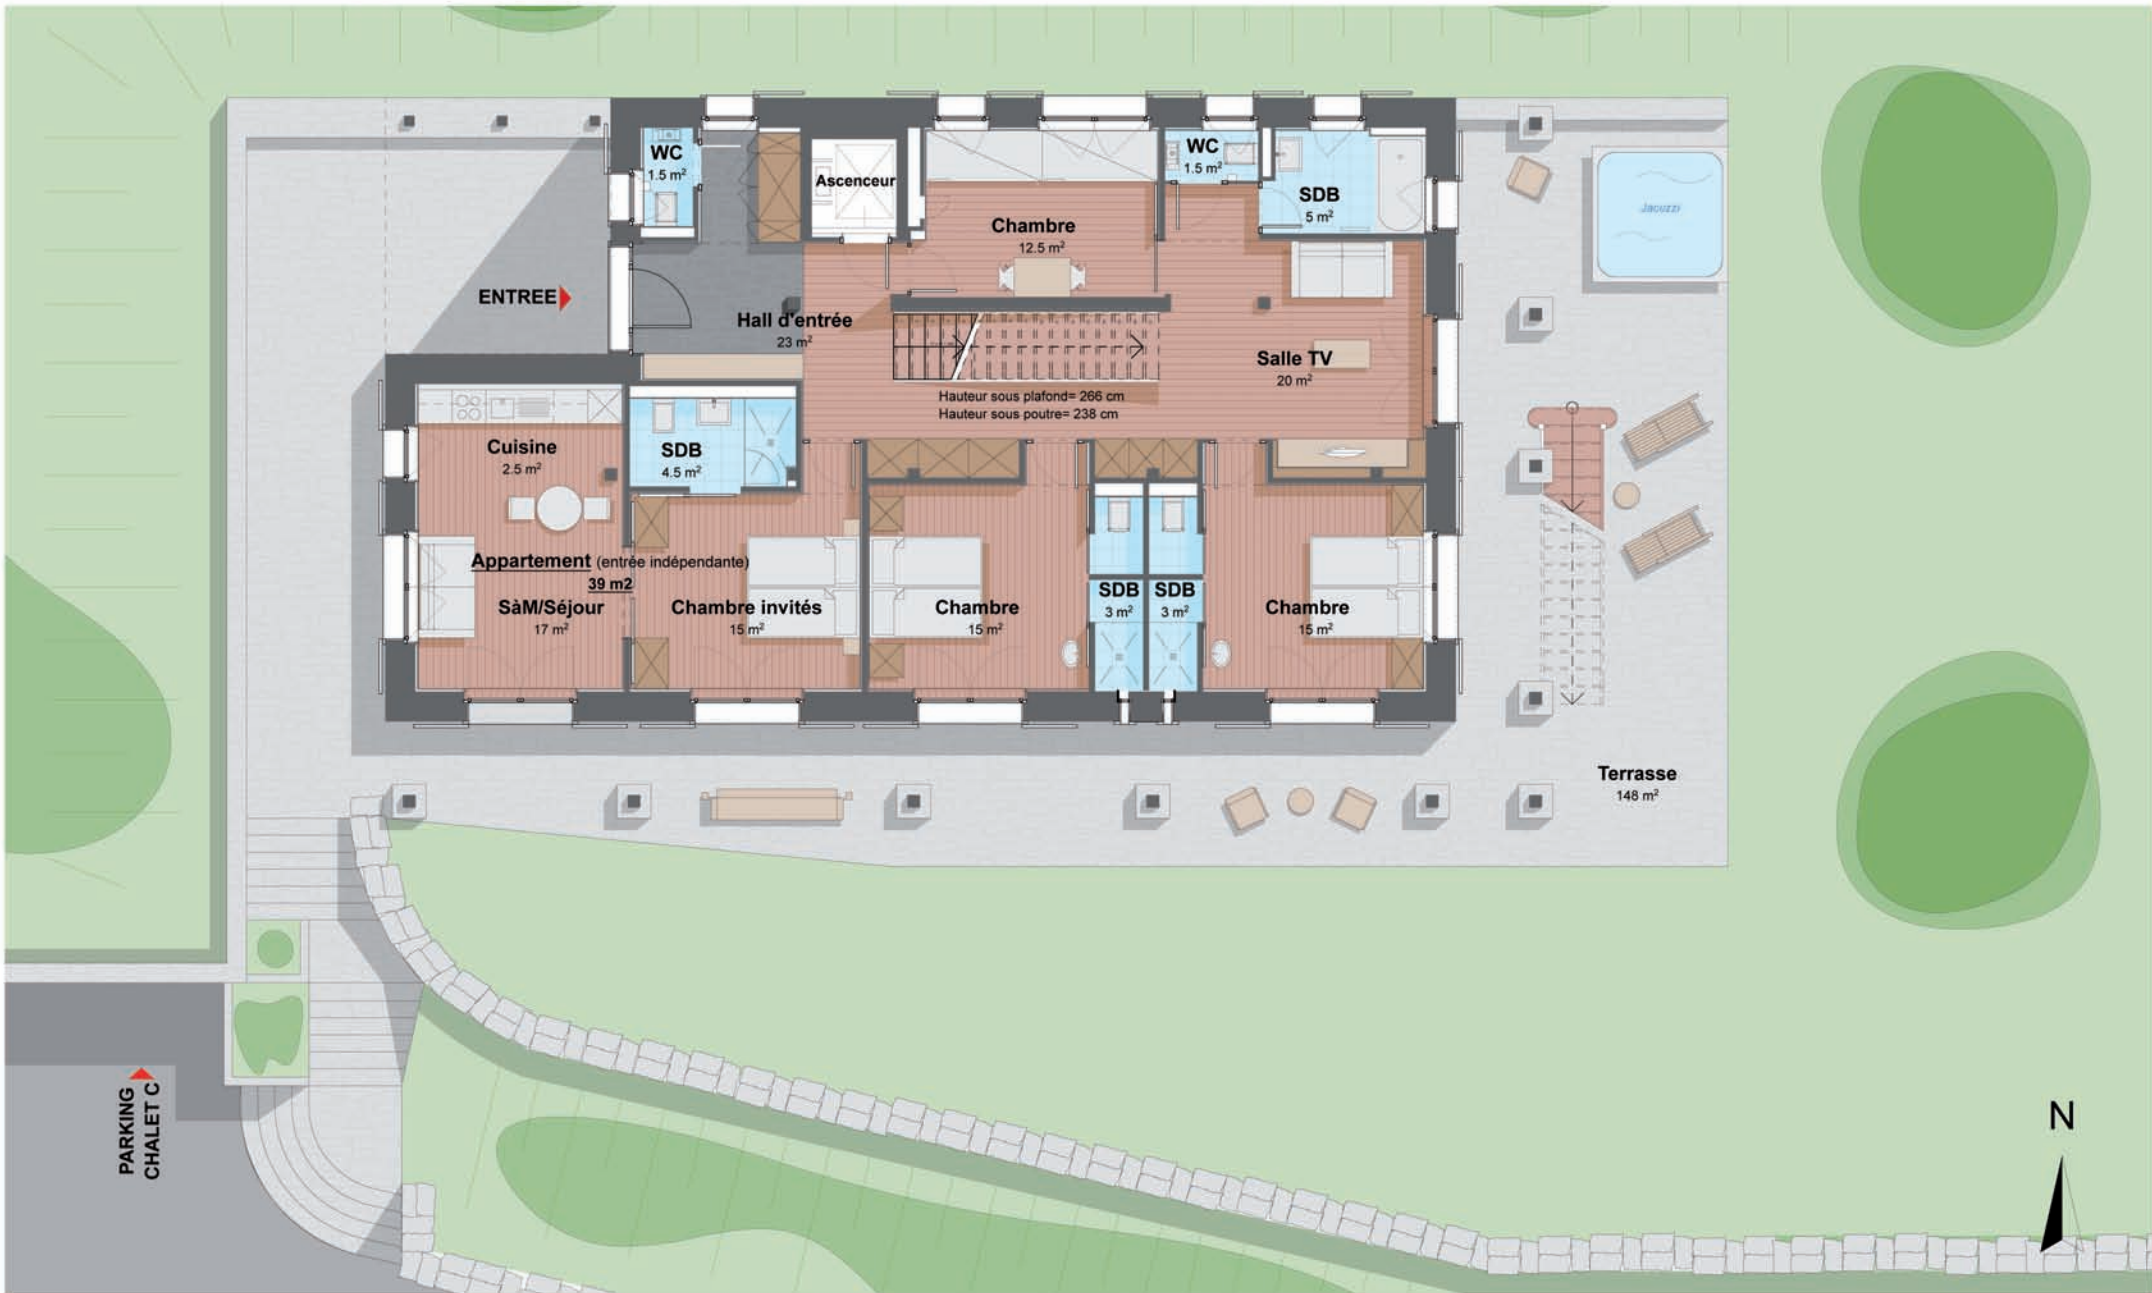 WC
1.5 m²
Ascenceur
WC
1.5 m²
SDB
5 m²
Jacuzzi
Chambre
12.5 m²
ENTREE
Hall d'entrée
23 m²
Salle TV
20 m²
Hauteur sous plafond= 266 cm
Hauteur sous poutre= 238 cm
Cuisine
2.5 m²
SDB
4.5 m²
Appartement (entrée indépendante)
39 m2
SàM/Séjour
17 m²
Chambre invités
15 m²
Chambre
15 m²
SDB
3 m²
SDB
3 m²
Chambre
15 m²
Terrasse
148 m²
PARKING
CHALET C
N